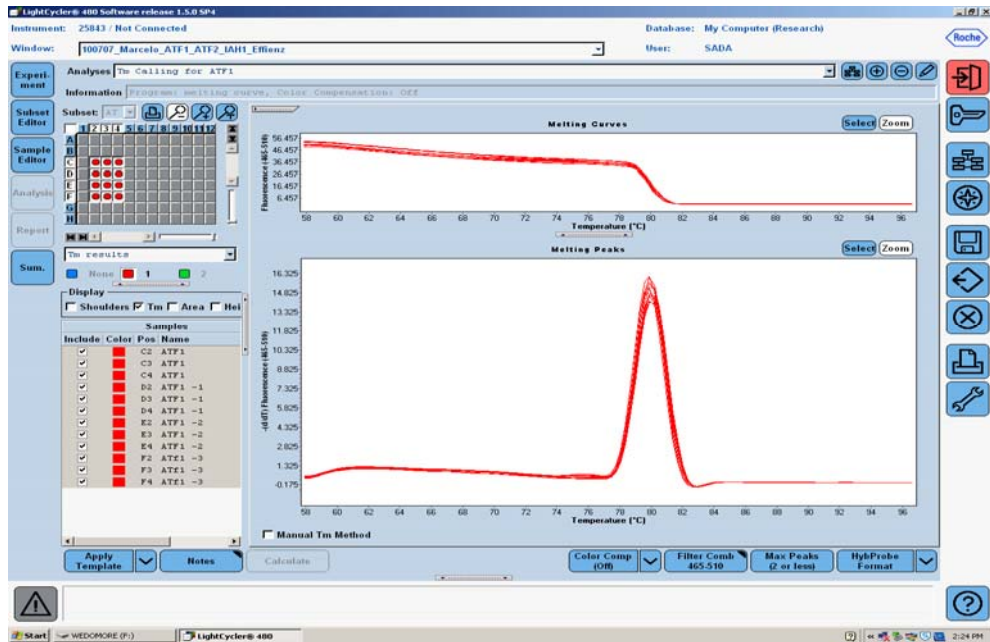 LightCycler® 480 Software release 1.5.0 SP4
Instrument: 25843 / Not Connected
Database: My Computer (Research)
Window: 100707_Marcelo_ATF1_ATF2_IAH1_Effienz
User: SADA
Roche
Experi-
ment
Subset
Editor
Sample
Editor
Analysis
Report
Sum.
Analyses Tm Calling for ATF1
Information Program: melting curve, Color Compensation: Off
Subset: AT
1 2 3 4 5 6 7 8 9 10 11 12
A
B
C
D
E
F
G
H
Tm results
None 1 2
Display
Shoulders Tm Area Hei
Samples
Include Color Pos Name
C2 ATF1
C3 ATF1
C4 ATF1
D2 ATF1 -1
D3 ATF1 -1
D4 ATF1 -1
E2 ATF1 -2
E3 ATF1 -2
E4 ATF1 -2
F2 ATf1 -3
F3 ATf1 -3
F4 ATf1 -3
Melting Curves
Select Zoom
Fluorescence (465-510)
56.457
46.457
36.457
26.457
16.457
6.457
58 60 62 64 66 68 70 72 74 76 78 80 82 84 86 88 90 92 94 96
Temperature (°C)
Melting Peaks
Select Zoom
-(d/dT) Fluorescence (465-510)
16.325
14.825
13.325
11.825
10.325
8.825
7.325
5.825
4.325
2.825
1.325
-0.175
58 60 62 64 66 68 70 72 74 76 78 80 82 84 86 88 90 92 94 96
Temperature (°C)
Manual Tm Method
Apply
Template
Notes
Calculate
Color Comp
(Off)
Filter Comb
465-510
Max Peaks
(2 or less)
HybProbe
Format
Start
WEDOMORE (F:)
LightCycler® 480
2:24 PM